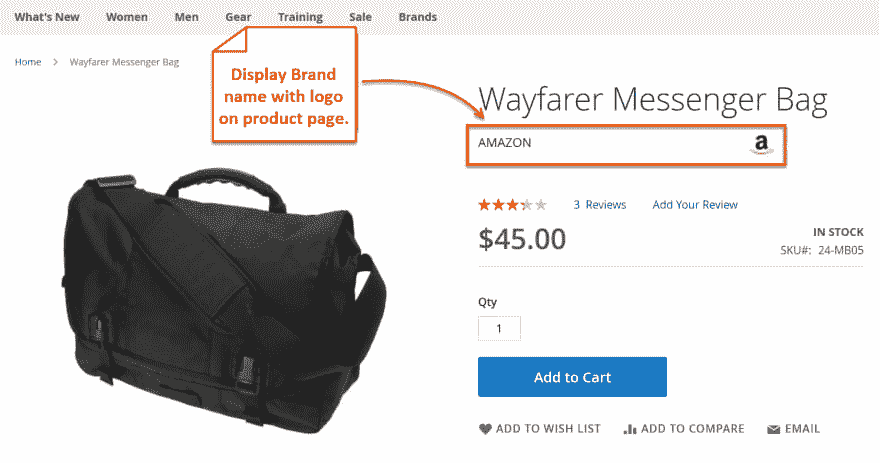 What's New Women Men Gear Training Sale Brands
Home > Wayfarer Messenger Bag
Display Brand
name with logo
on product page.
Wayfarer Messenger Bag
AMAZON
a
3 Reviews Add Your Review
$45.00
IN STOCK
SKU#: 24-MB05
Qty
1
Add to Cart
ADD TO WISH LIST ADD TO COMPARE EMAIL